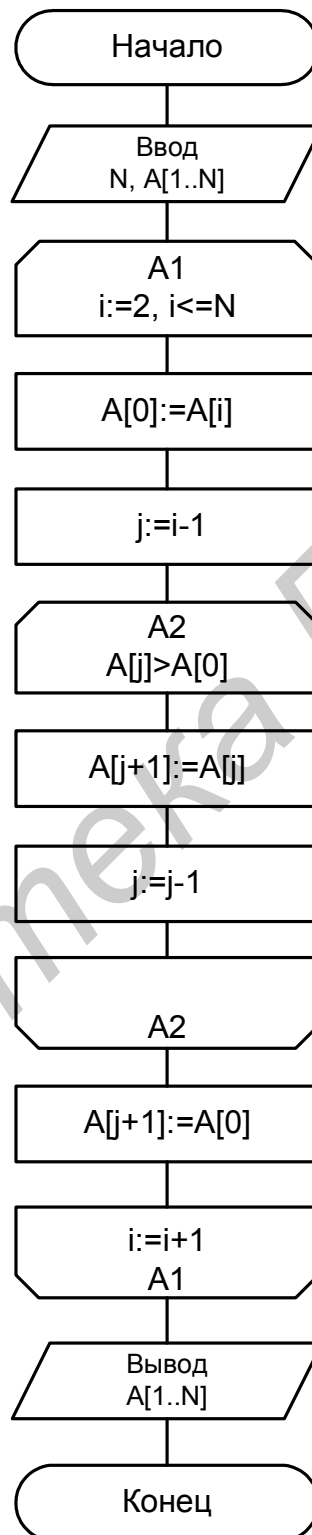 Начало
Ввод
N, A[1..N]
A1
i:=2, i<=N
A[0]:=A[i]
j:=i-1
A2
A[j]>A[0]
A[j+1]:=A[j]
j:=j-1
A2
A[j+1]:=A[0]
i:=i+1
A1
Вывод
A[1..N]
Конец